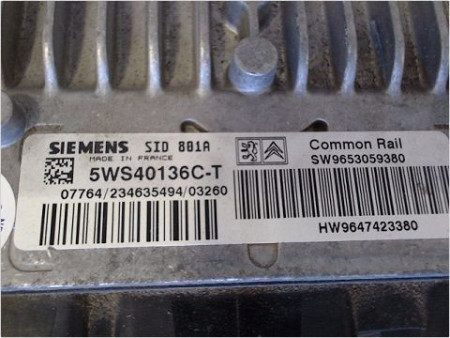 SIEMENS SID 801A
MADE IN FRANCE
5WS40136C-T
07764/234635494/03260
Common Rail
SW9653059380
HW9647423380